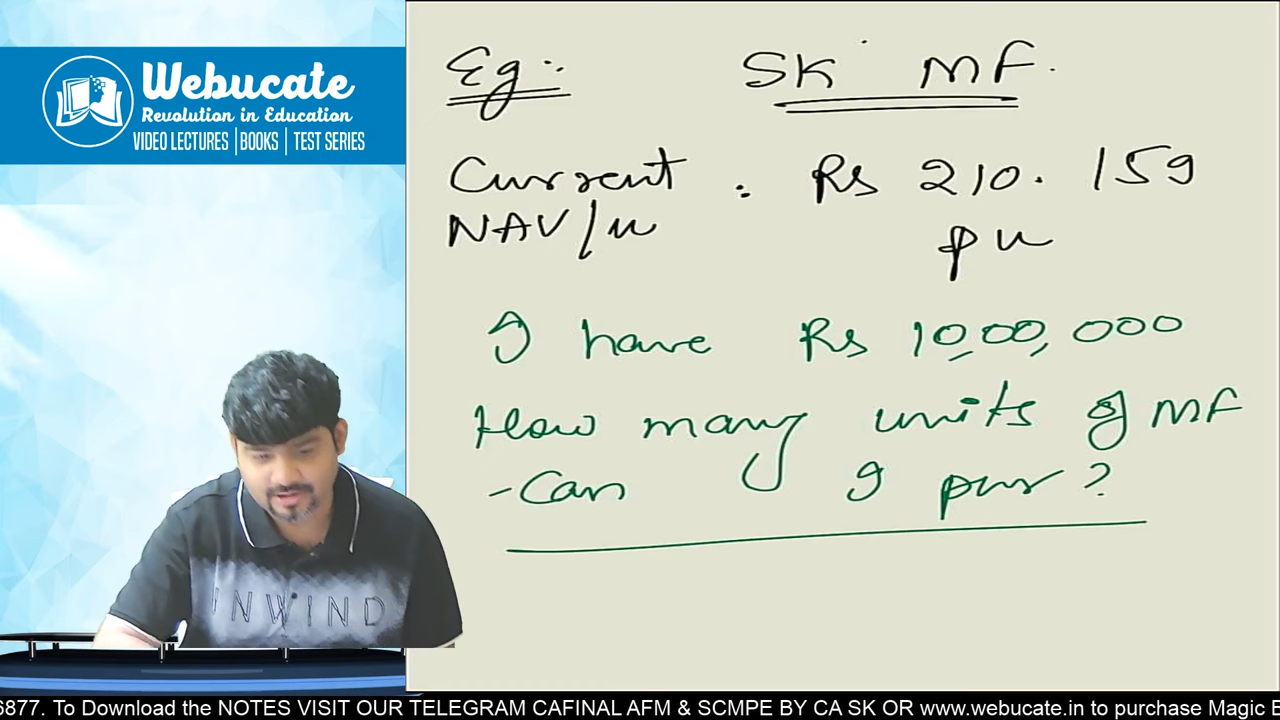 Webucate
Revolution in Education
VIDEO LECTURES | BOOKS | TEST SERIES
Eg:- SK MF.
Current NAV/u : Rs 210.159 pu
I have Rs 10,00,000
How many units of MF
Can I pur?
INWIND
6877. To Download the NOTES VISIT OUR TELEGRAM CAFINAL AFM & SCMPE BY CA SK OR www.webucate.in to purchase Magic E